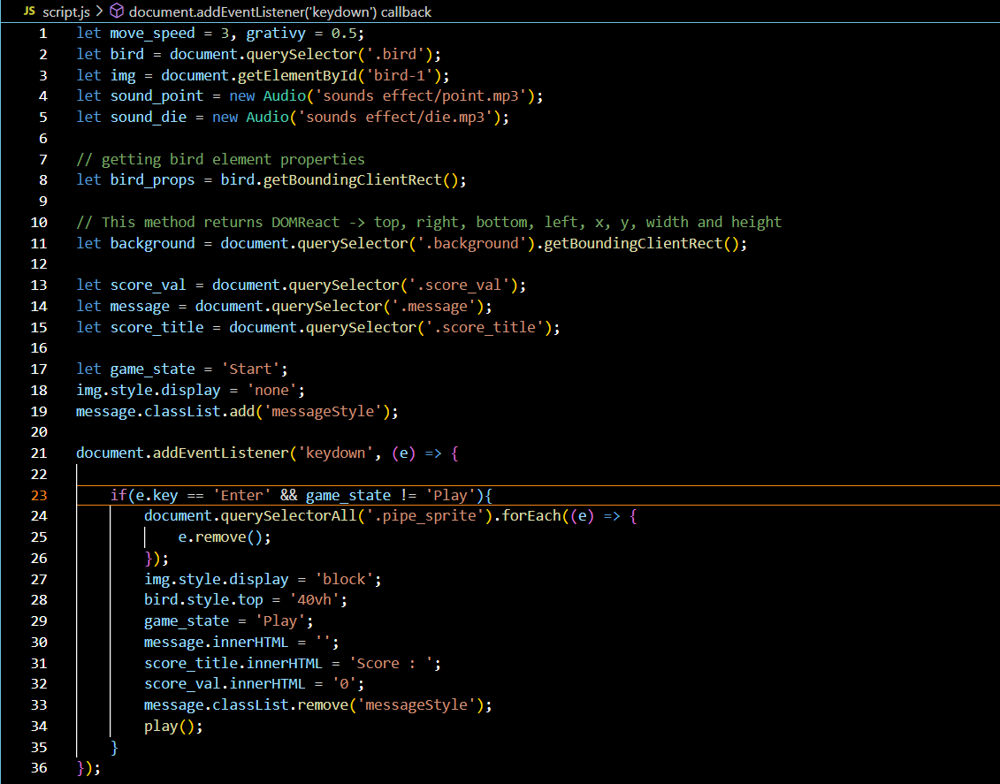 JS script.js > document.addEventListener('keydown') callback
1 let move_speed = 3, grativy = 0.5;
2 let bird = document.querySelector('.bird');
3 let img = document.getElementById('bird-1');
4 let sound_point = new Audio('sounds effect/point.mp3');
5 let sound_die = new Audio('sounds effect/die.mp3');
6
7 // getting bird element properties
8 let bird_props = bird.getBoundingClientRect();
9
10 // This method returns DOMReact -> top, right, bottom, left, x, y, width and height
11 let background = document.querySelector('.background').getBoundingClientRect();
12
13 let score_val = document.querySelector('.score_val');
14 let message = document.querySelector('.message');
15 let score_title = document.querySelector('.score_title');
16
17 let game_state = 'Start';
18 img.style.display = 'none';
19 message.classList.add('messageStyle');
20
21 document.addEventListener('keydown', (e) => {
22
23     if(e.key == 'Enter' && game_state != 'Play'){
24         document.querySelectorAll('.pipe_sprite').forEach((e) => {
25             e.remove();
26         });
27         img.style.display = 'block';
28         bird.style.top = '40vh';
29         game_state = 'Play';
30         message.innerHTML = '';
31         score_title.innerHTML = 'Score : ';
32         score_val.innerHTML = '0';
33         message.classList.remove('messageStyle');
34         play();
35     }
36 });